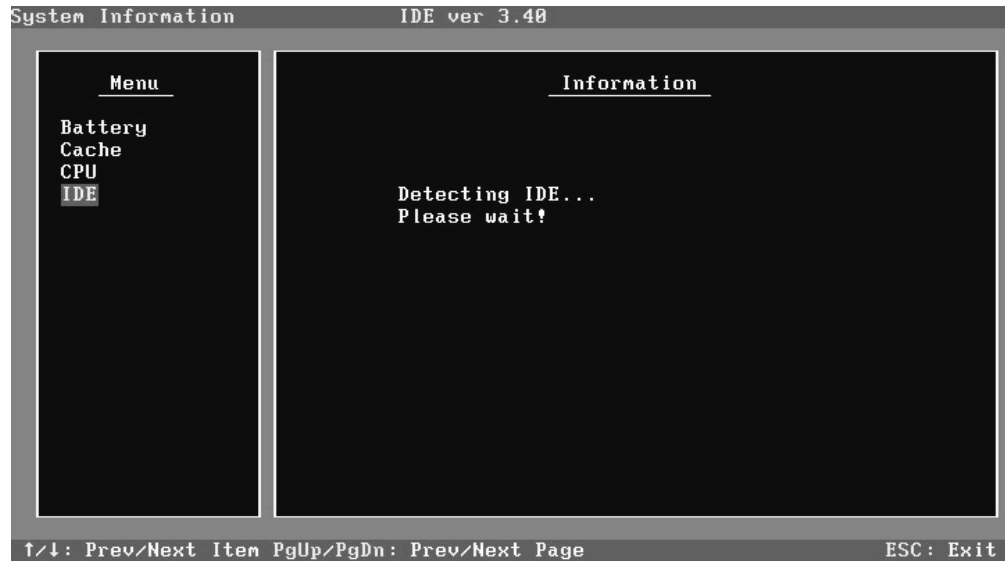 System Information IDE ver 3.40
Menu
Information
Battery
Cache
CPU
IDE
Detecting IDE...
Please wait!
↑/↓: Prev/Next Item PgUp/PgDn: Prev/Next Page ESC: Exit